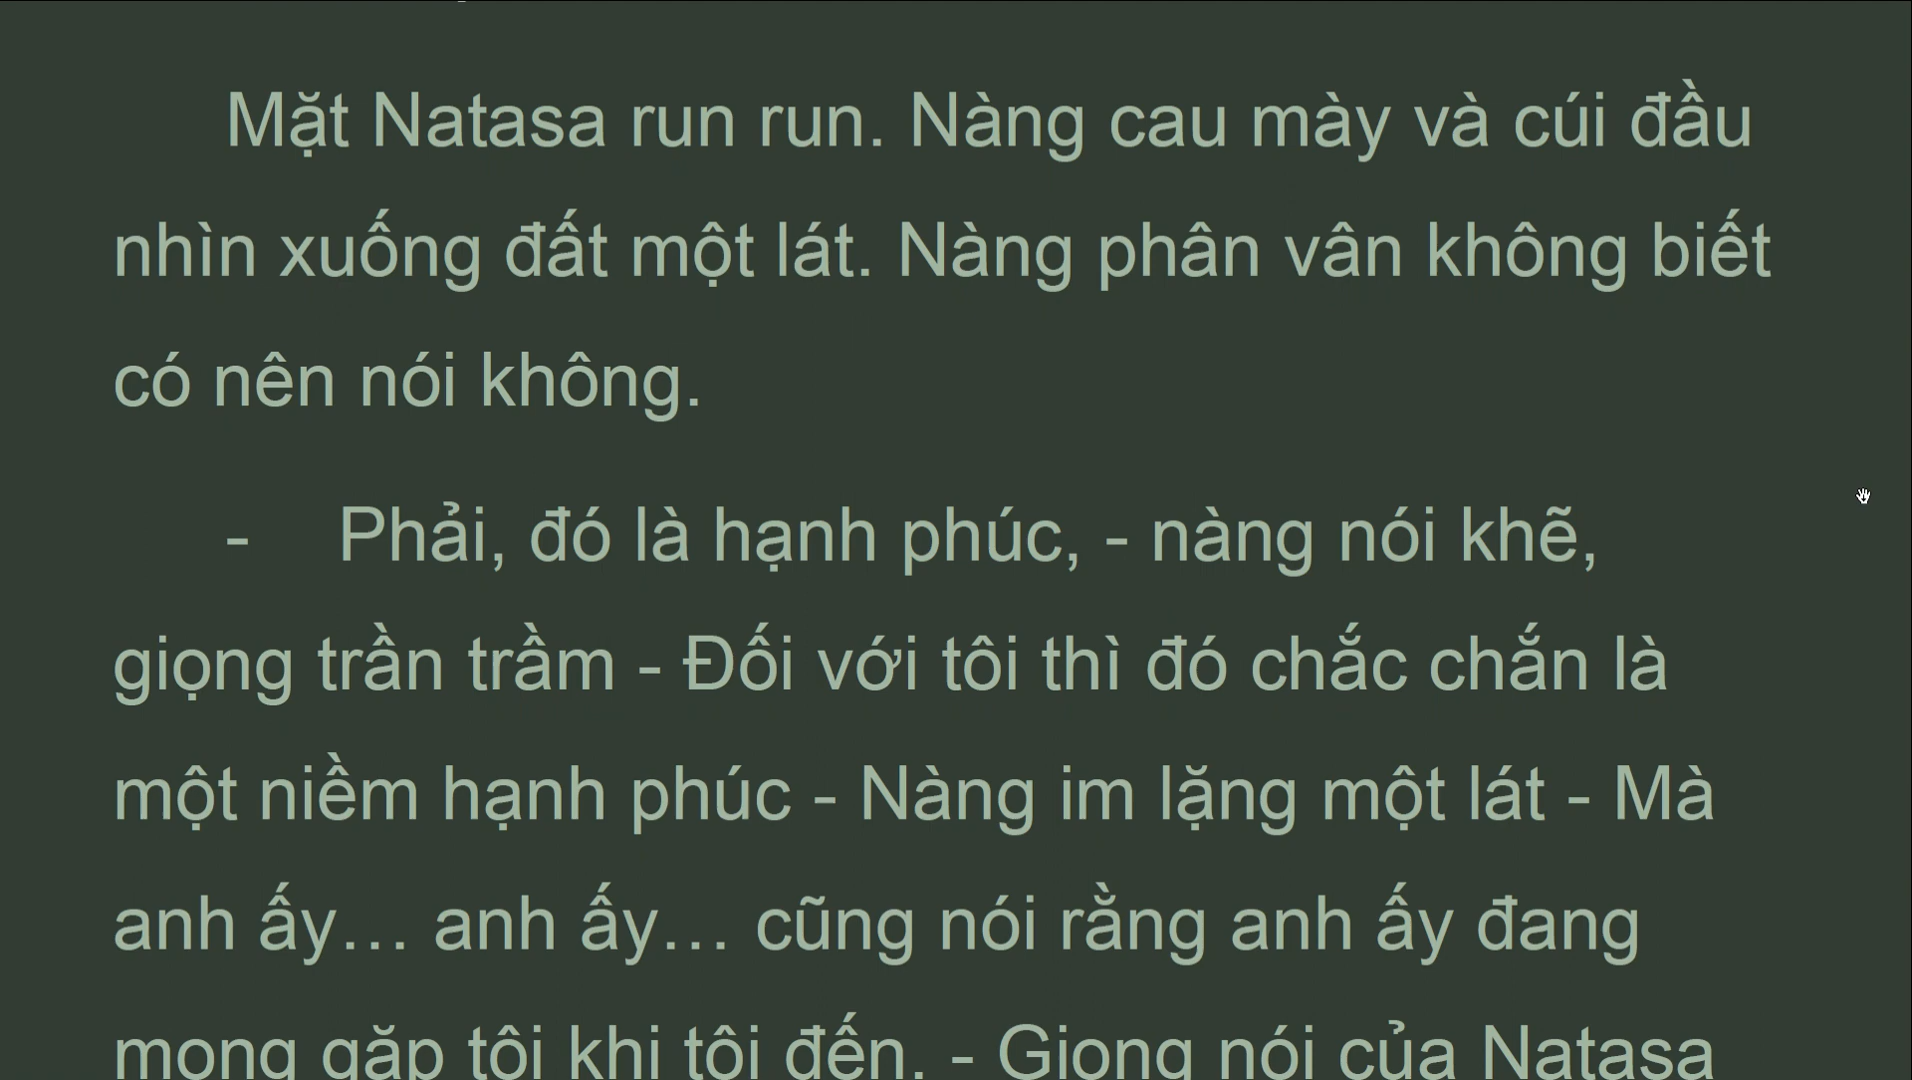 Mặt Natasa run run. Nàng cau mày và cúi đầu
nhìn xuống đất một lát. Nàng phân vân không biết
có nên nói không.
- Phải, đó là hạnh phúc, - nàng nói khẽ,
giọng trần trầm - Đối với tôi thì đó chắc chắn là
một niềm hạnh phúc - Nàng im lặng một lát - Mà
anh ấy… anh ấy… cũng nói rằng anh ấy đang
mong gặp tôi khi tôi đến. - Giọng nói của Natasa